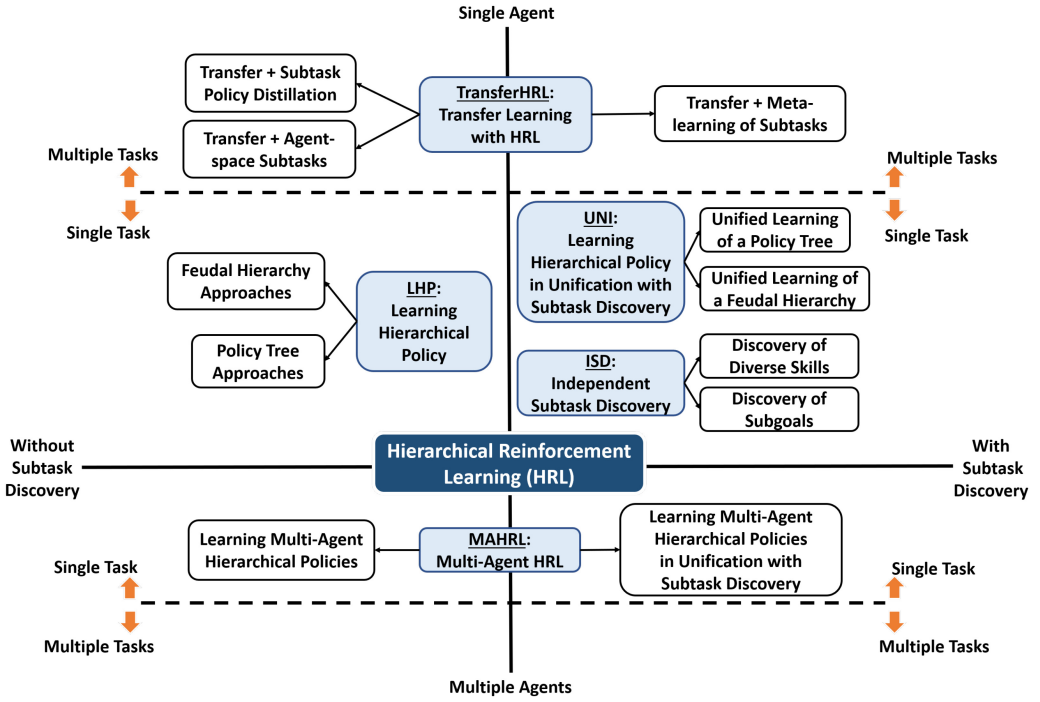 Single Agent
Transfer + Subtask
Policy Distillation
TransferHRL:
Transfer Learning
with HRL
Transfer + Meta-
learning of Subtasks
Transfer + Agent-
space Subtasks
Multiple Tasks
Multiple Tasks
Single Task
Single Task
UNI:
Learning
Hierarchical Policy
in Unification with
Subtask Discovery
Unified Learning
of a Policy Tree
Unified Learning of
a Feudal Hierarchy
Feudal Hierarchy
Approaches
LHP:
Learning
Hierarchical
Policy
Policy Tree
Approaches
ISD:
Independent
Subtask Discovery
Discovery of
Diverse Skills
Discovery of
Subgoals
Without
Subtask
Discovery
Hierarchical Reinforcement
Learning (HRL)
With
Subtask
Discovery
Learning Multi-Agent
Hierarchical Policies
MAHRL:
Multi-Agent HRL
Learning Multi-Agent
Hierarchical Policies
in Unification with
Subtask Discovery
Single Task
Single Task
Multiple Tasks
Multiple Tasks
Multiple Agents